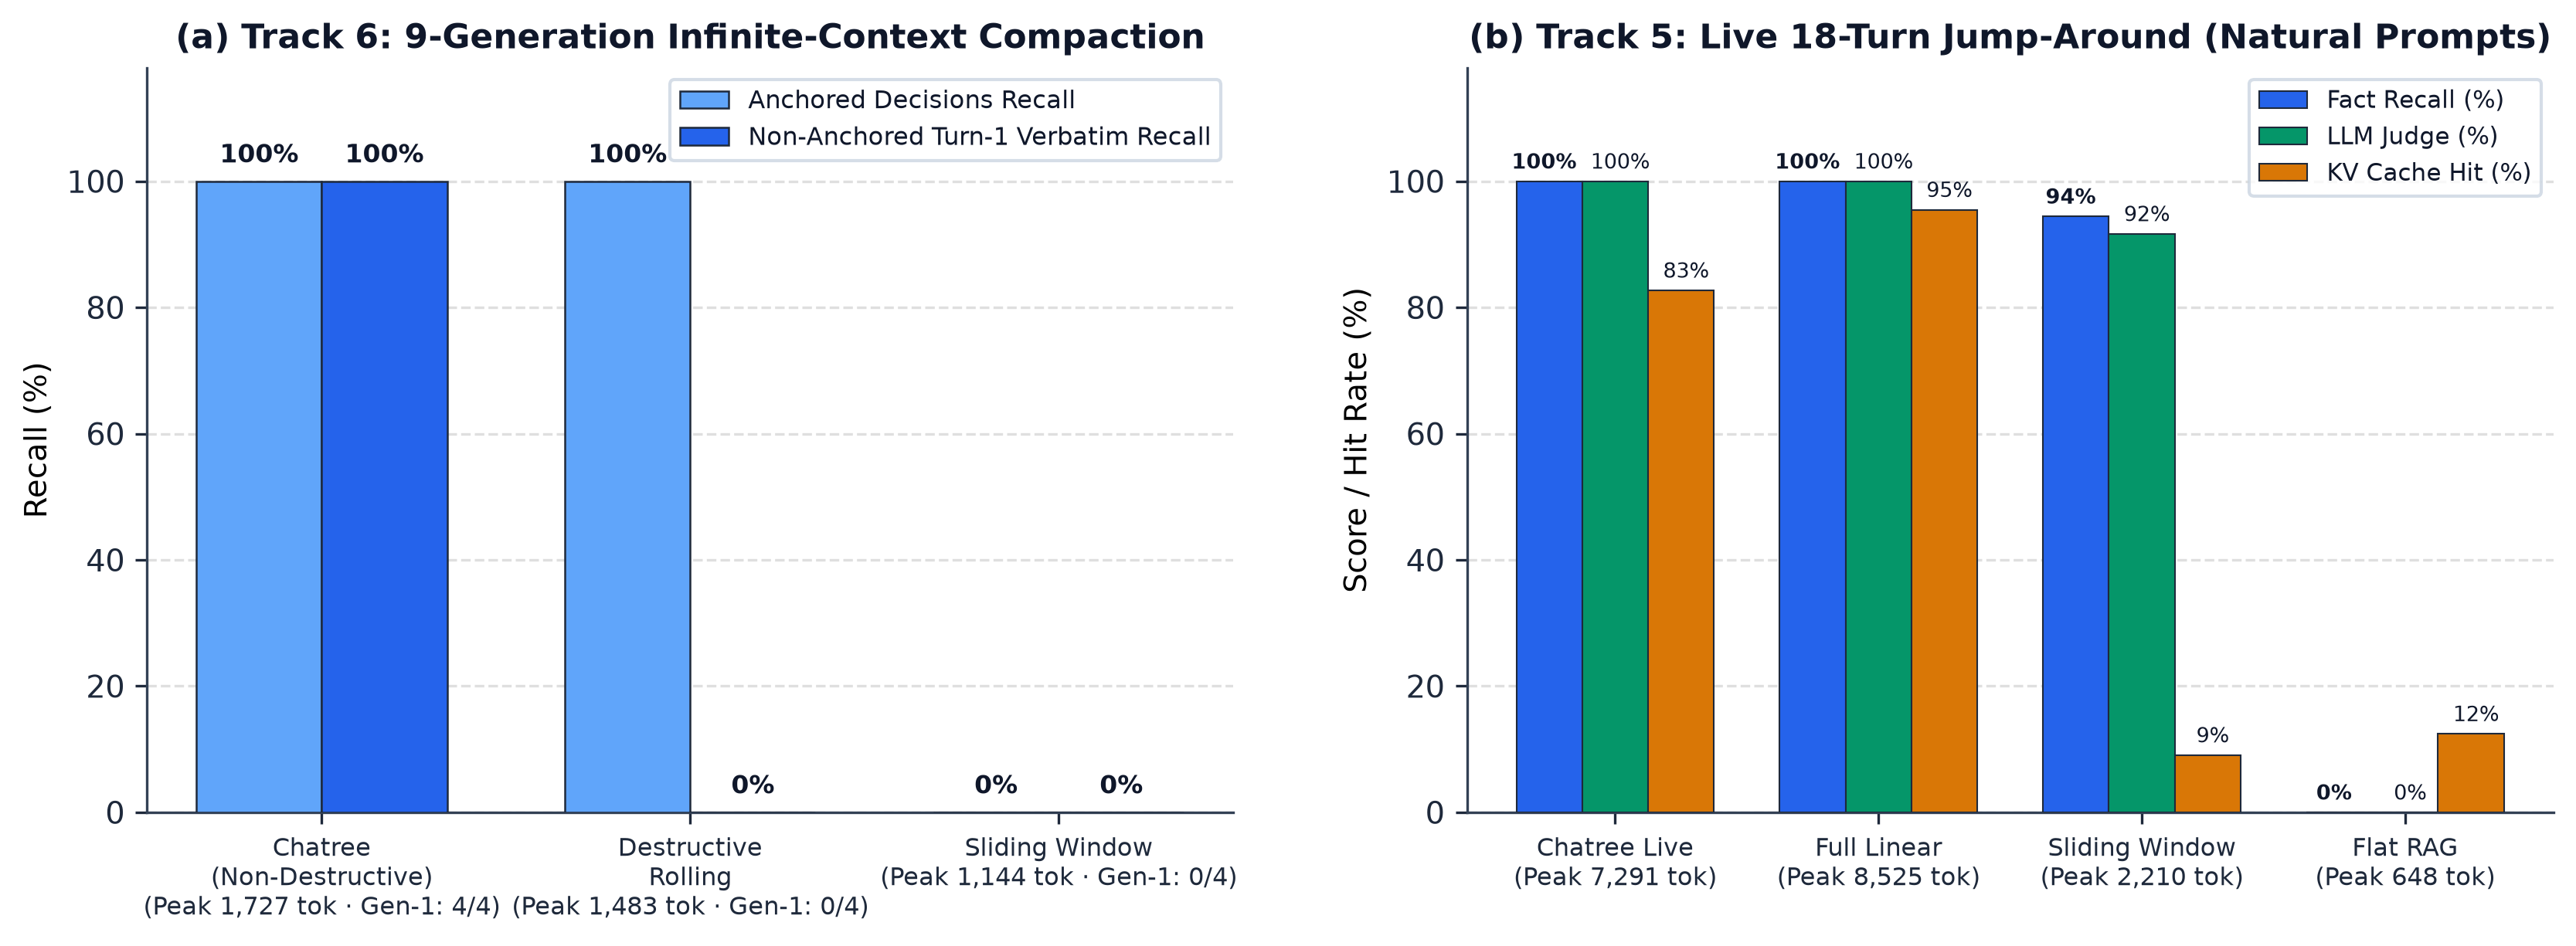 (a) Track 6: 9-Generation Infinite-Context Compaction
Anchored Decisions Recall
Non-Anchored Turn-1 Verbatim Recall
Recall (%)
100
80
60
40
20
0
100%
100%
100%
0%
0%
0%
Chatree
(Non-Destructive)
(Peak 1,727 tok · Gen-1: 4/4)
Destructive
Rolling
(Peak 1,483 tok · Gen-1: 0/4)
Sliding Window
(Peak 1,144 tok · Gen-1: 0/4)
(b) Track 5: Live 18-Turn Jump-Around (Natural Prompts)
Fact Recall (%)
LLM Judge (%)
KV Cache Hit (%)
Score / Hit Rate (%)
100
80
60
40
20
0
100%
100%
83%
100%
100%
95%
94%
92%
9%
0%
0%
12%
Chatree Live
(Peak 7,291 tok)
Full Linear
(Peak 8,525 tok)
Sliding Window
(Peak 2,210 tok)
Flat RAG
(Peak 648 tok)